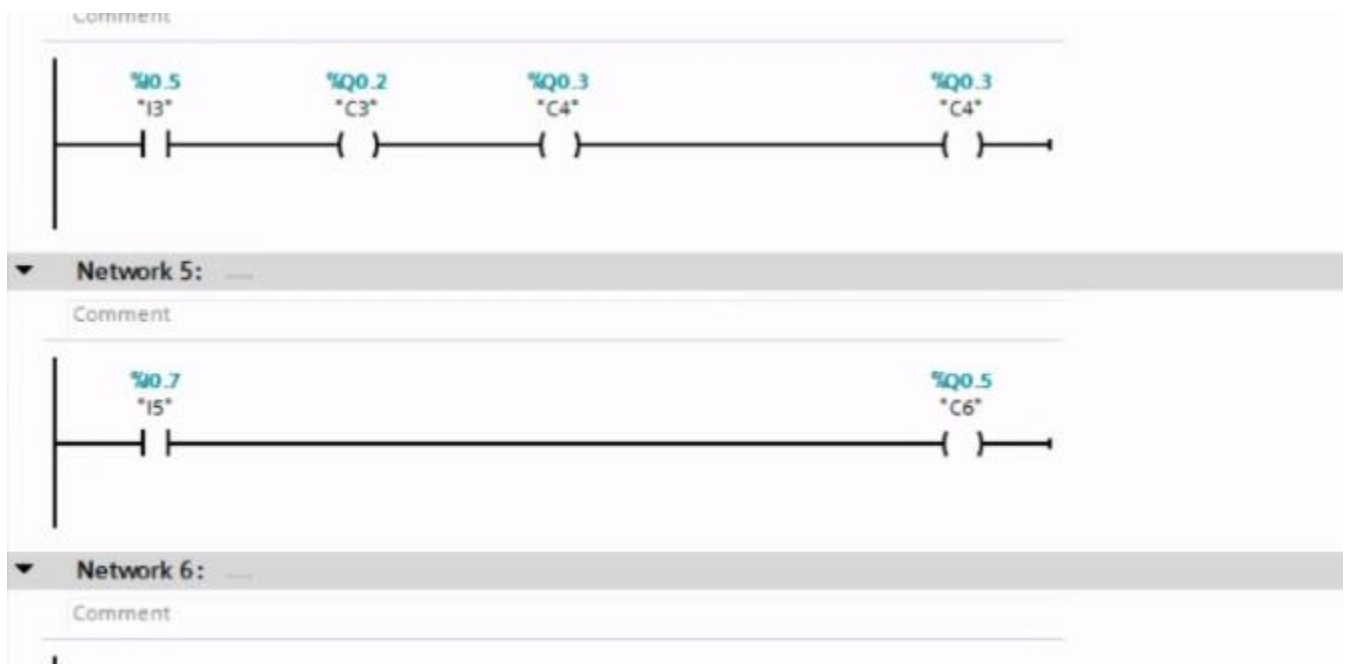 Comment
%I0.5 %Q0.2 %Q0.3 %Q0.3
"I3" "C3" "C4" "C4"
Network 5:
Comment
%I0.7 %Q0.5
"I5" "C6"
Network 6:
Comment